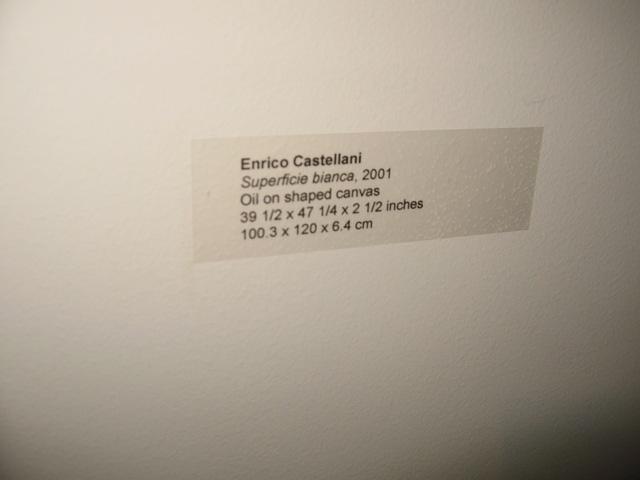 Enrico Castellani
Superficie bianca, 2001
Oil on shaped canvas
39 1/2 x 47 1/4 x 2 1/2 inches
100.3 x 120 x 6.4 cm